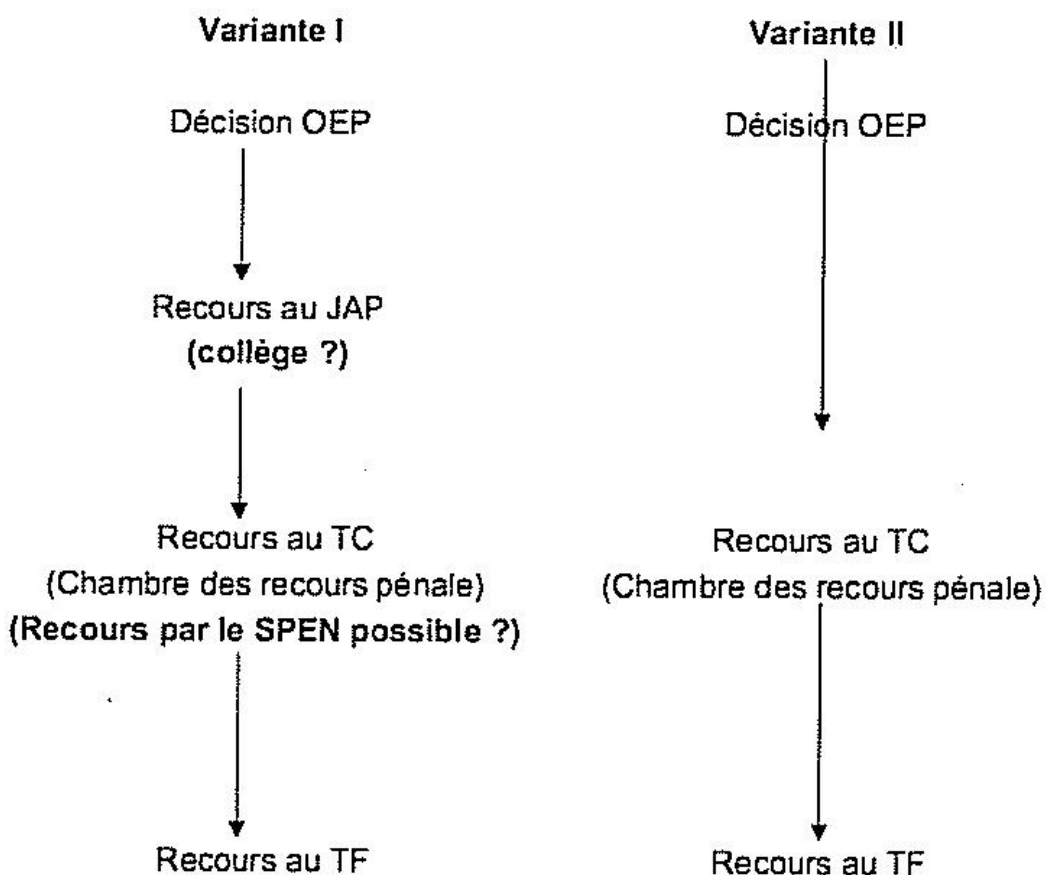 Variante I
Décision OEP
Recours au JAP
(collège ?)
Recours au TC
(Chambre des recours pénale)
(Recours par le SPEN possible ?)
Recours au TF
Variante II
Décision OEP
Recours au TC
(Chambre des recours pénale)
Recours au TF